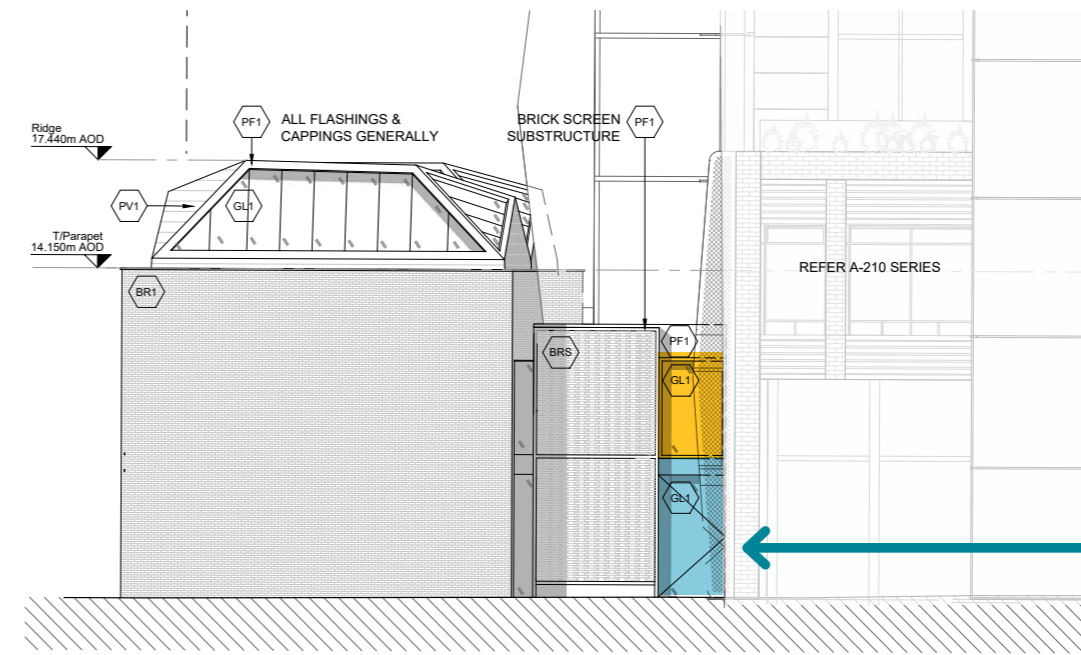 PF1
ALL FLASHINGS &
CAPPINGS GENERALLY
BRICK SCREEN
SUBSTRUCTURE
PF1
Ridge
17.440m AOD
PV1
GL1
T/Parapet
14.150m AOD
REFER A-210 SERIES
BR1
PF1
BRS
GL1
GL1